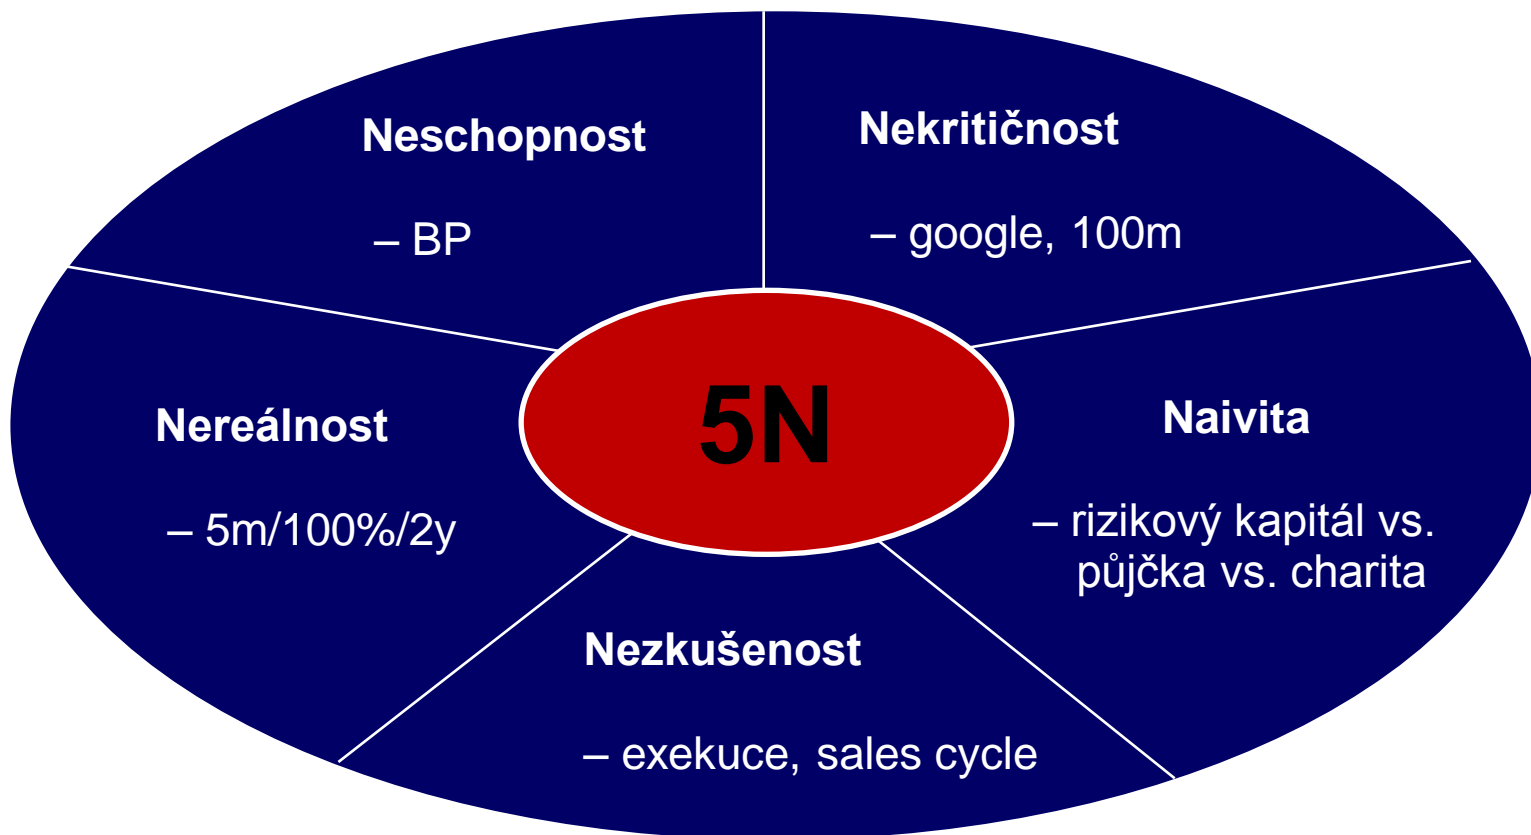 Neschopnost
– BP
Nekritičnost
– google, 100m
Nereálnost
– 5m/100%/2y
5N
Naivita
– rizikový kapitál vs.
půjčka vs. charita
Nezkušenost
– exekuce, sales cycle